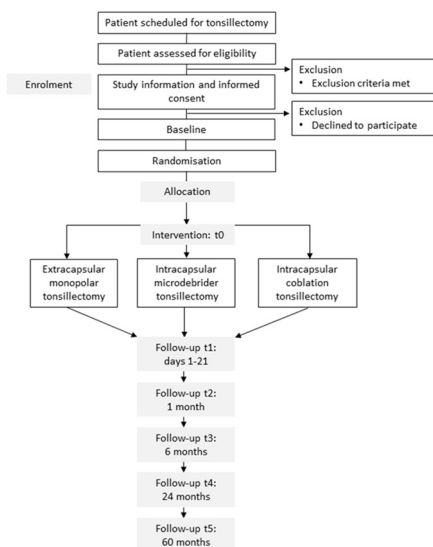 Patient scheduled for tonsillectomy
Patient assessed for eligibility
Exclusion
• Exclusion criteria met
Enrolment
Study information and informed
consent
Exclusion
• Declined to participate
Baseline
Randomisation
Allocation
Intervention: t0
Extracapsular
monopolar
tonsillectomy
Intracapsular
microdebrider
tonsillectomy
Intracapsular
coblation
tonsillectomy
Follow-up t1:
days 1-21
Follow-up t2:
1 month
Follow-up t3:
6 months
Follow-up t4:
24 months
Follow-up t5:
60 months